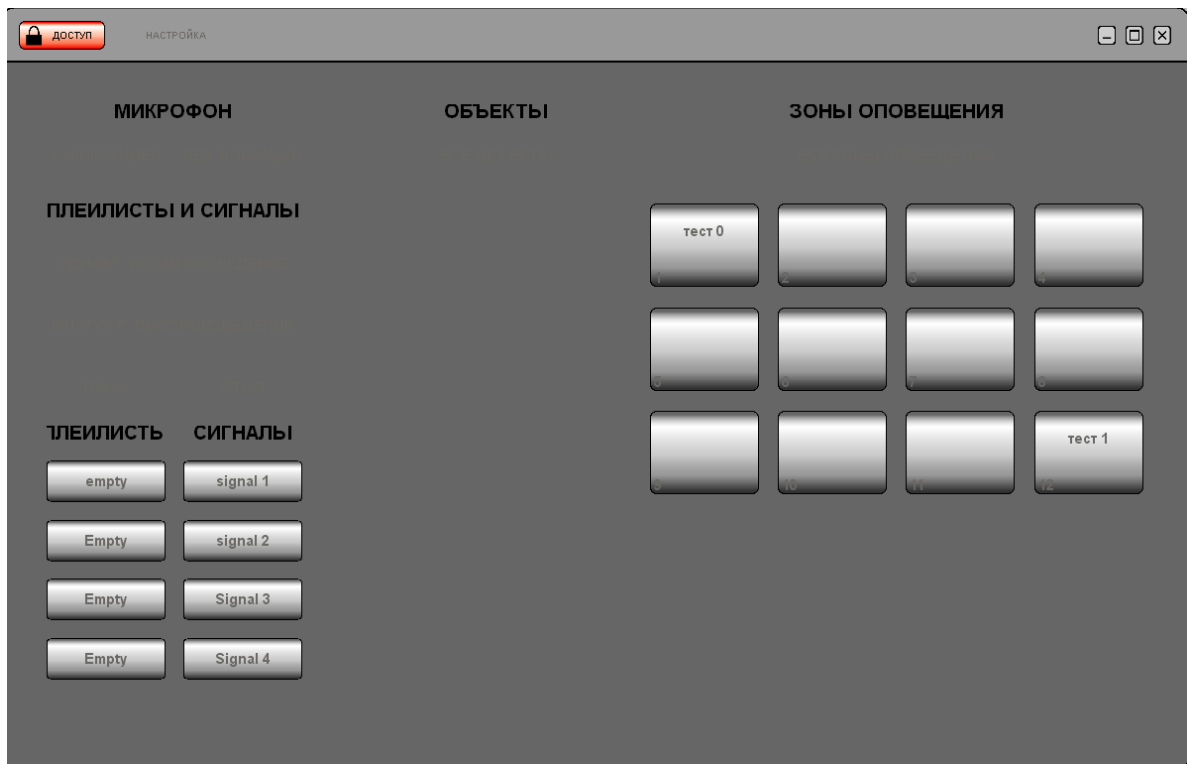 ДОСТУП
НАСТРОЙКА
МИКРОФОН
ОБЪЕКТЫ
ЗОНЫ ОПОВЕЩЕНИЯ
ПЛЕИЛИСТЫ И СИГНАЛЫ
тест 0
1
2
3
4
5
6
7
8
9
10
11
тест 1
12
СИГНАЛЫ
empty
signal 1
Empty
signal 2
Empty
Signal 3
Empty
Signal 4